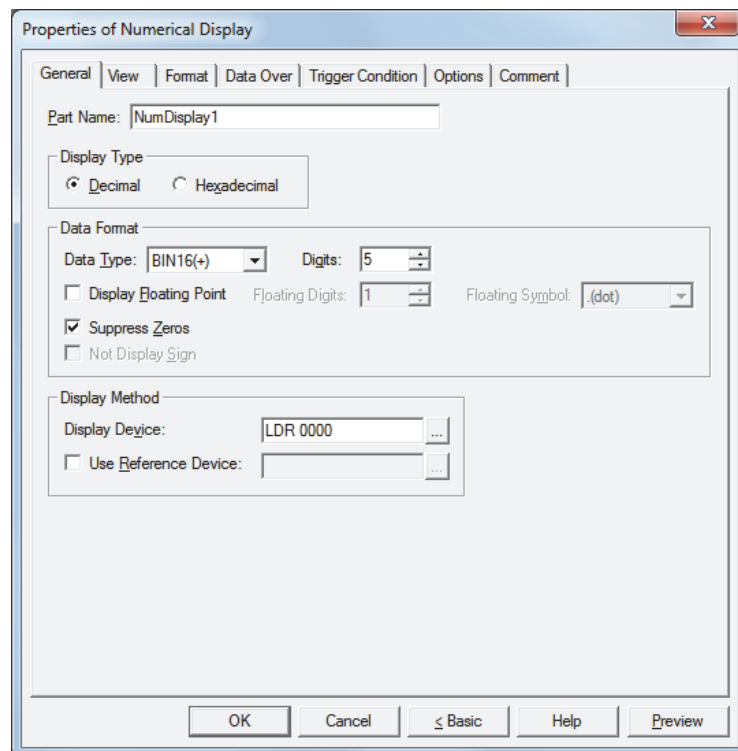 Properties of Numerical Display
General View Format Data Over Trigger Condition Options Comment
Part Name: NumDisplay1
Display Type
Decimal Hexadecimal
Data Format
Data Type: BIN16(+) Digits: 5
Display Floating Point Floating Digits: 1 Floating Symbol: .(dot)
Suppress Zeros
Not Display Sign
Display Method
Display Device: LDR 0000 ...
Use Reference Device: ...
OK Cancel < Basic Help Preview